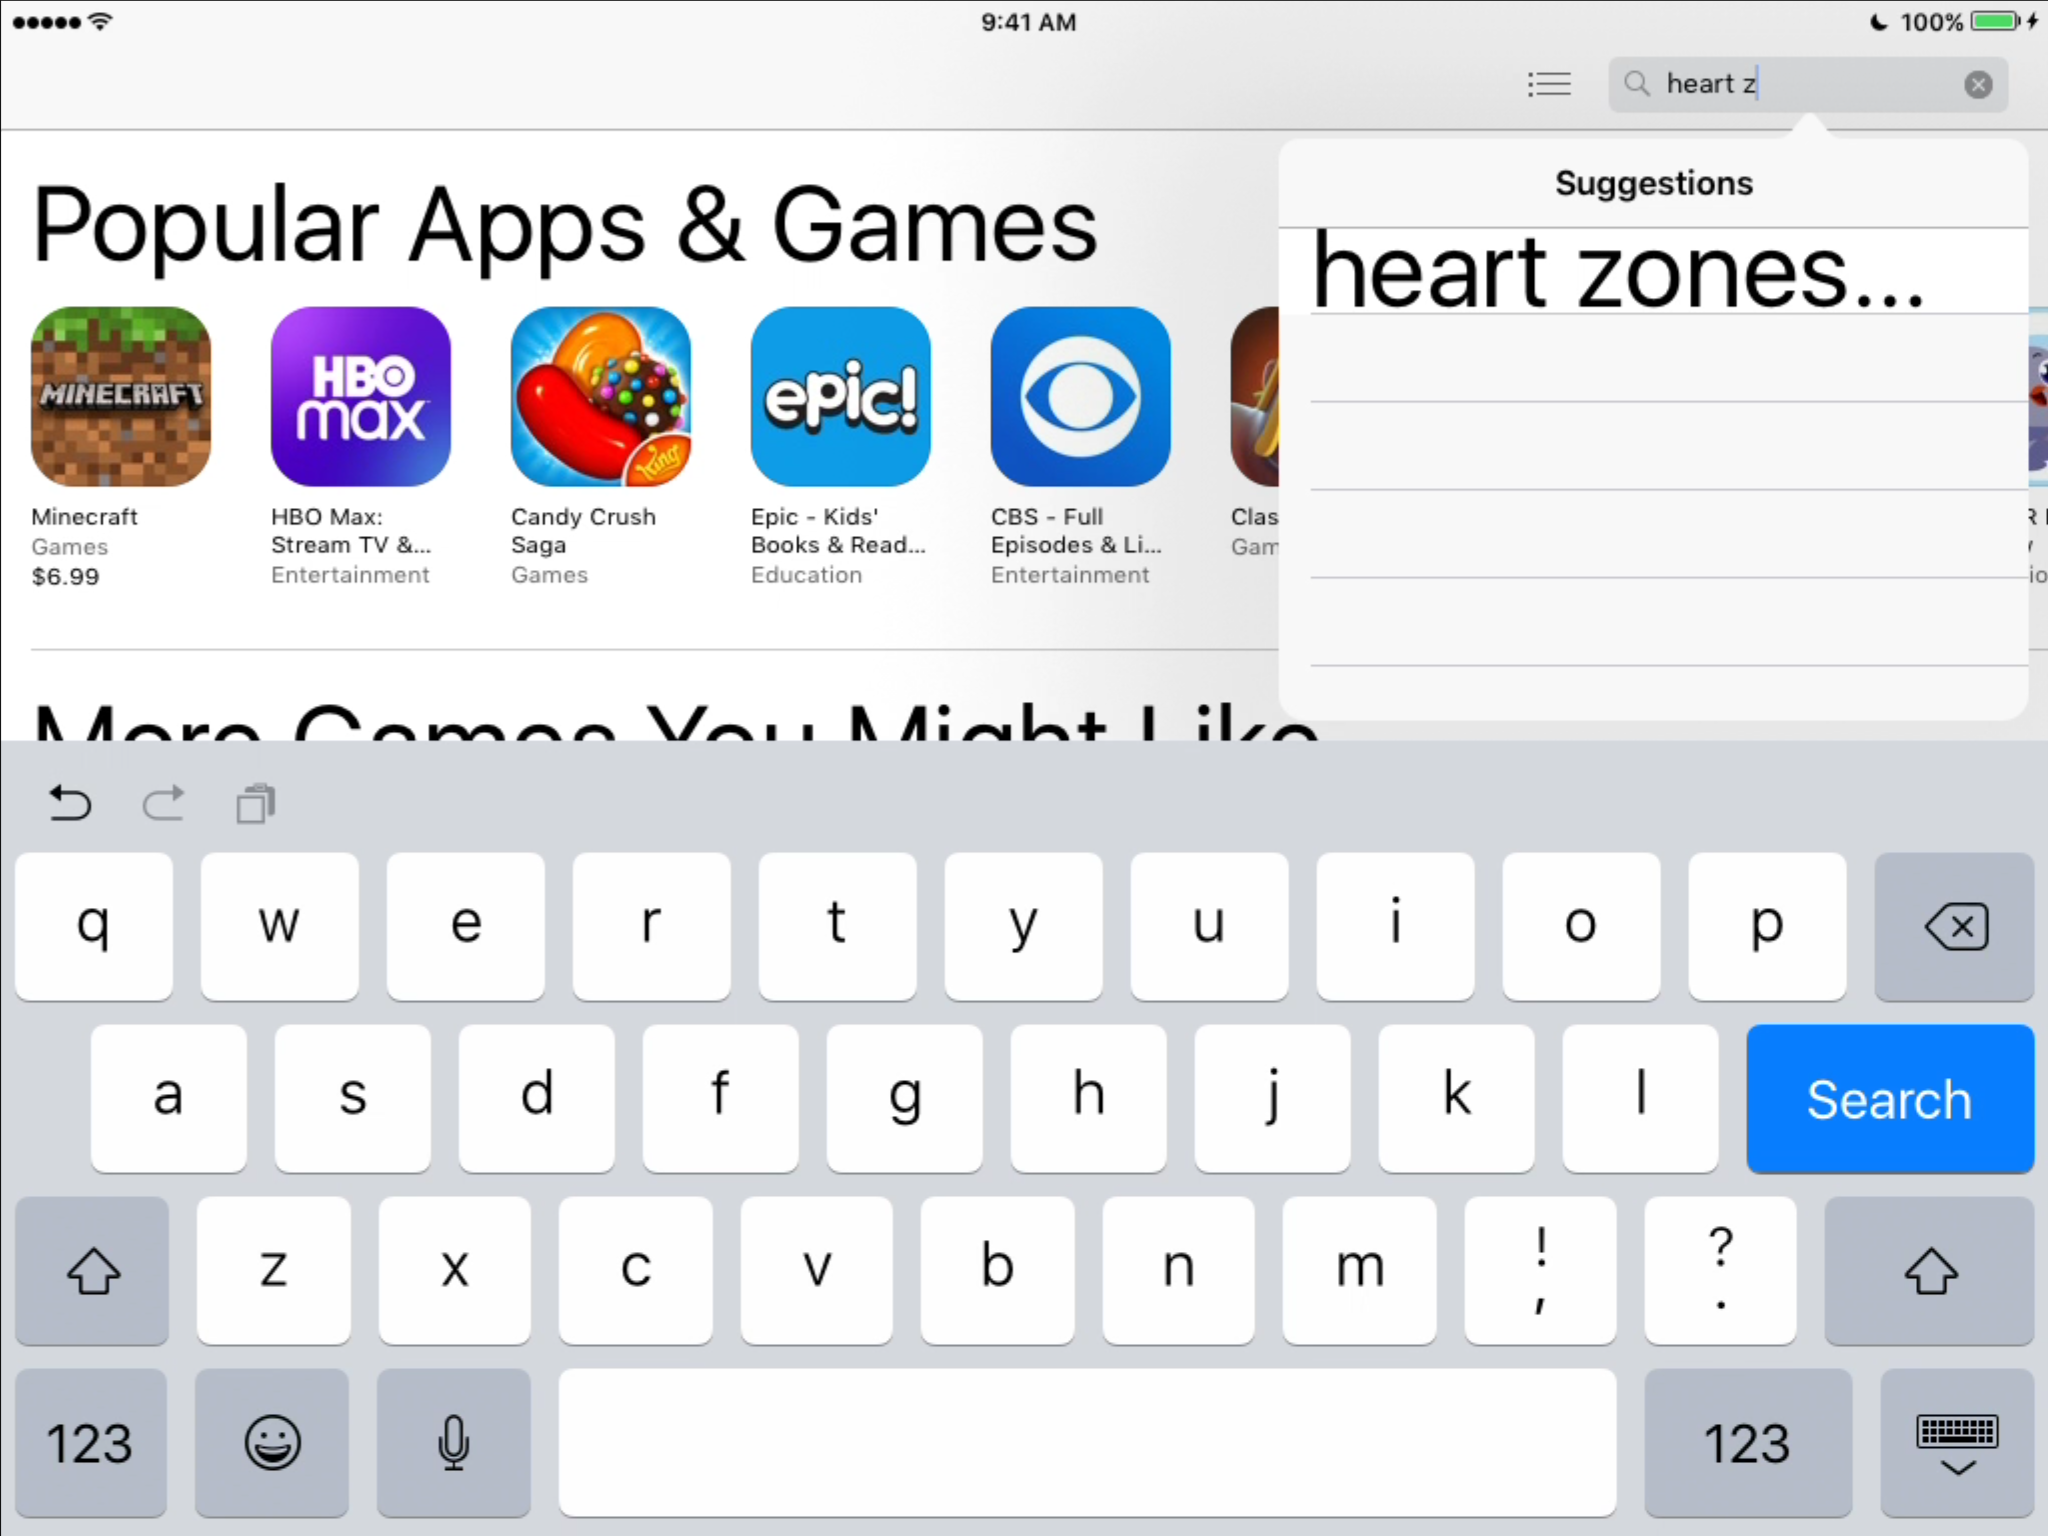 9:41 AM
100%
heart z
Suggestions
heart zones...
Popular Apps & Games
MINECRAFT
HBO
max
King
epic!
Minecraft
Games
$6.99
HBO Max:
Stream TV &...
Entertainment
Candy Crush
Saga
Games
Epic - Kids'
Books & Read...
Education
CBS - Full
Episodes & Li...
Entertainment
Clas
Gam
More Games You Might Like
q w e r t y u i o p
a s d f g h j k l Search
z x c v b n m ! , ? .
123 123